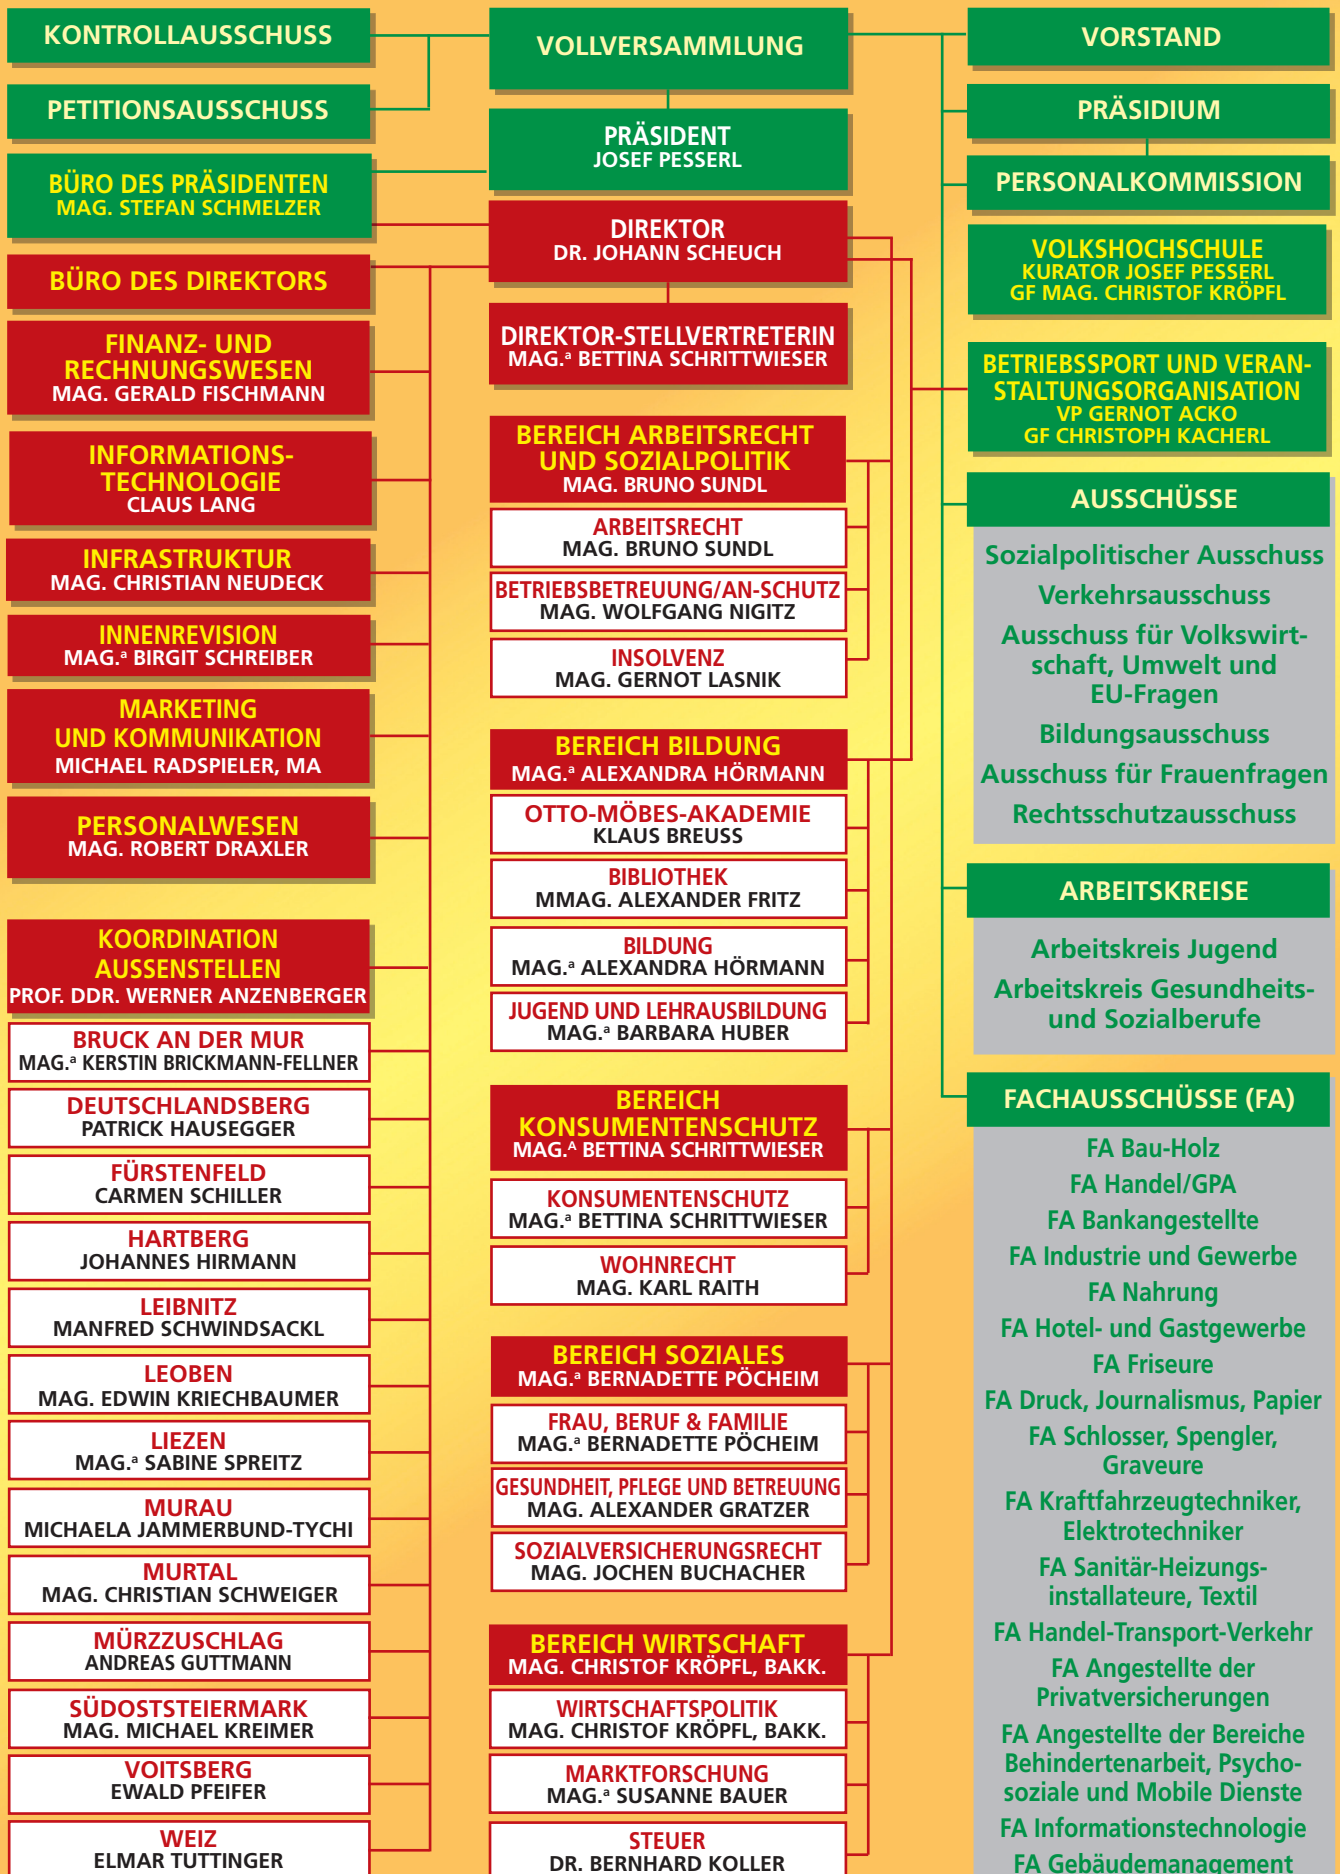 KONTROLLAUSSCHUSS
PETITIONSAUSSCHUSS
BÜRO DES PRÄSIDENTEN
MAG. STEFAN SCHMELZER
BÜRO DES DIREKTORS
FINANZ- UND
RECHNUNGSWESEN
MAG. GERALD FISCHMANN
INFORMATIONS-
TECHNOLOGIE
CLAUS LANG
INFRASTRUKTUR
MAG. CHRISTIAN NEUDECK
INNENREVISION
MAG.ª BIRGIT SCHREIBER
MARKETING
UND KOMMUNIKATION
MICHAEL RADSPIELER, MA
PERSONALWESEN
MAG. ROBERT DRAXLER
KOORDINATION
AUSSENSTELLEN
PROF. DDR. WERNER ANZENBERGER
BRUCK AN DER MUR
MAG.ª KERSTIN BRICKMANN-FELLNER
DEUTSCHLANDSBERG
PATRICK HAUSEGGER
FÜRSTENFELD
CARMEN SCHILLER
HARTBERG
JOHANNES HIRMANN
LEIBNITZ
MANFRED SCHWINDSACKL
LEOBEN
MAG. EDWIN KRIECHBAUMER
LIEZEN
MAG.ª SABINE SPREITZ
MURAU
MICHAELA JAMMERBUND-TYCHI
MURTAL
MAG. CHRISTIAN SCHWEIGER
MÜRZZUSCHLAG
ANDREAS GUTTMANN
SÜDOSTSTEIERMARK
MAG. MICHAEL KREIMER
VOITSBERG
EWALD PFEIFER
WEIZ
ELMAR TUTTINGER
VOLLVERSAMMLUNG
PRÄSIDENT
JOSEF PESSERL
DIREKTOR
DR. JOHANN SCHEUCH
DIREKTOR-STELLVERTRETERIN
MAG.ª BETTINA SCHRITTWIESER
BEREICH ARBEITSRECHT
UND SOZIALPOLITIK
MAG. BRUNO SUNDL
ARBEITSRECHT
MAG. BRUNO SUNDL
BETRIEBSBETREUUNG/AN-SCHUTZ
MAG. WOLFGANG NIGITZ
INSOLVENZ
MAG. GERNOT LASNIK
BEREICH BILDUNG
MAG.ª ALEXANDRA HÖRMANN
OTTO-MÖBES-AKADEMIE
KLAUS BREUSS
BIBLIOTHEK
MMAG. ALEXANDER FRITZ
BILDUNG
MAG.ª ALEXANDRA HÖRMANN
JUGEND UND LEHRAUSBILDUNG
MAG.ª BARBARA HUBER
BEREICH
KONSUMENTENSCHUTZ
MAG.ᴬ BETTINA SCHRITTWIESER
KONSUMENTENSCHUTZ
MAG.ª BETTINA SCHRITTWIESER
WOHNRECHT
MAG. KARL RAITH
BEREICH SOZIALES
MAG.ª BERNADETTE PÖCHEIM
FRAU, BERUF & FAMILIE
MAG.ª BERNADETTE PÖCHEIM
GESUNDHEIT, PFLEGE UND BETREUUNG
MAG. ALEXANDER GRATZER
SOZIALVERSICHERUNGSRECHT
MAG. JOCHEN BUCHACHER
BEREICH WIRTSCHAFT
MAG. CHRISTOF KRÖPFL, BAKK.
WIRTSCHAFTSPOLITIK
MAG. CHRISTOF KRÖPFL, BAKK.
MARKTFORSCHUNG
MAG.ª SUSANNE BAUER
STEUER
DR. BERNHARD KOLLER
VORSTAND
PRÄSIDIUM
PERSONALKOMMISSION
VOLKSHOCHSCHULE
KURATOR JOSEF PESSERL
GF MAG. CHRISTOF KRÖPFL
BETRIEBSSPORT UND VERAN-
STALTUNGSORGANISATION
VP GERNOT ACKO
GF CHRISTOPH KACHERL
AUSSCHÜSSE
Sozialpolitischer Ausschuss
Verkehrsausschuss
Ausschuss für Volkswirt-
schaft, Umwelt und
EU-Fragen
Bildungsausschuss
Ausschuss für Frauenfragen
Rechtsschutzausschuss
ARBEITSKREISE
Arbeitskreis Jugend
Arbeitskreis Gesundheits-
und Sozialberufe
FACHAUSSCHÜSSE (FA)
FA Bau-Holz
FA Handel/GPA
FA Bankangestellte
FA Industrie und Gewerbe
FA Nahrung
FA Hotel- und Gastgewerbe
FA Friseure
FA Druck, Journalismus, Papier
FA Schlosser, Spengler,
Graveure
FA Kraftfahrzeugtechniker,
Elektrotechniker
FA Sanitär-Heizungs-
installateure, Textil
FA Handel-Transport-Verkehr
FA Angestellte der
Privatversicherungen
FA Angestellte der Bereiche
Behindertenarbeit, Psycho-
soziale und Mobile Dienste
FA Informationstechnologie
FA Gebäudemanagement